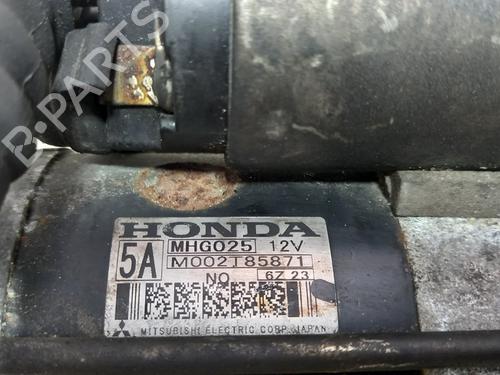 B-PARTS
HONDA
5A MHG025 12V
M002T85871
NO 6Z 23
MITSUBISHI ELECTRIC CORP. JAPAN